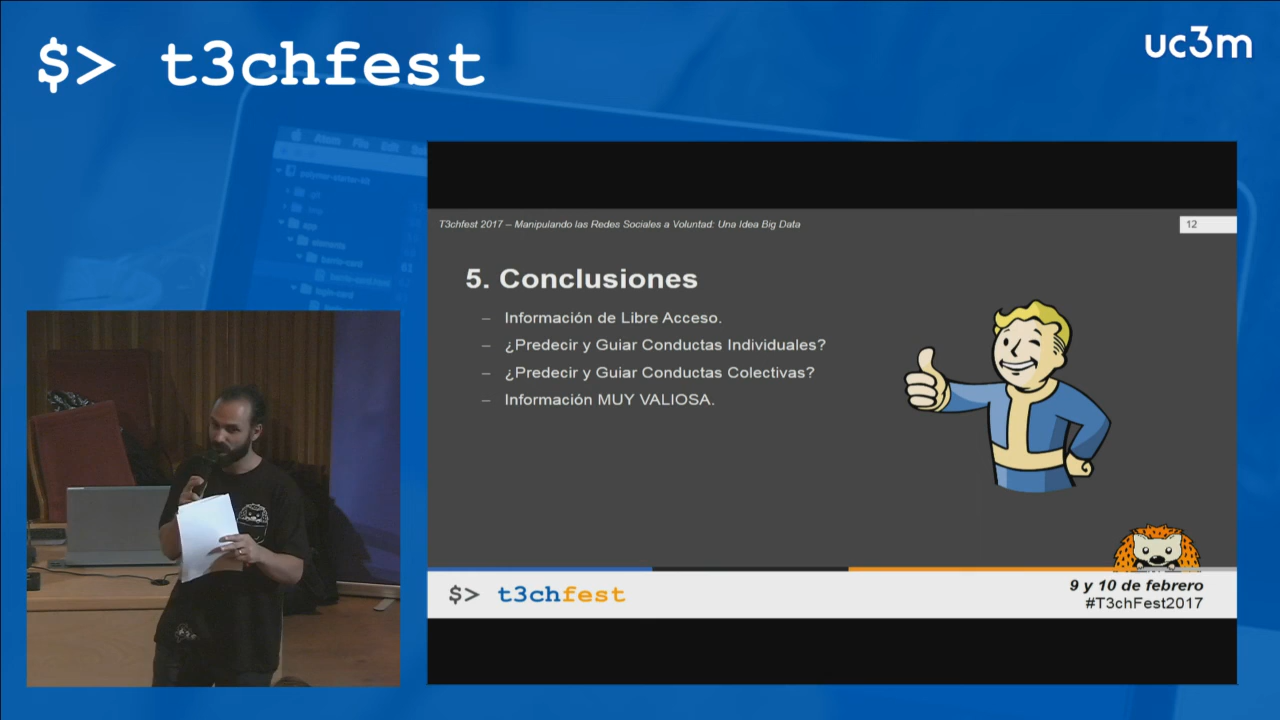 $> t3chfest
uc3m
T3chfest 2017 – Manipulando las Redes Sociales a Voluntad: Una Idea Big Data
12
5. Conclusiones
– Información de Libre Acceso.
– ¿Predecir y Guiar Conductas Individuales?
– ¿Predecir y Guiar Conductas Colectivas?
– Información MUY VALIOSA.
$> t3chfest
9 y 10 de febrero
#T3chFest2017